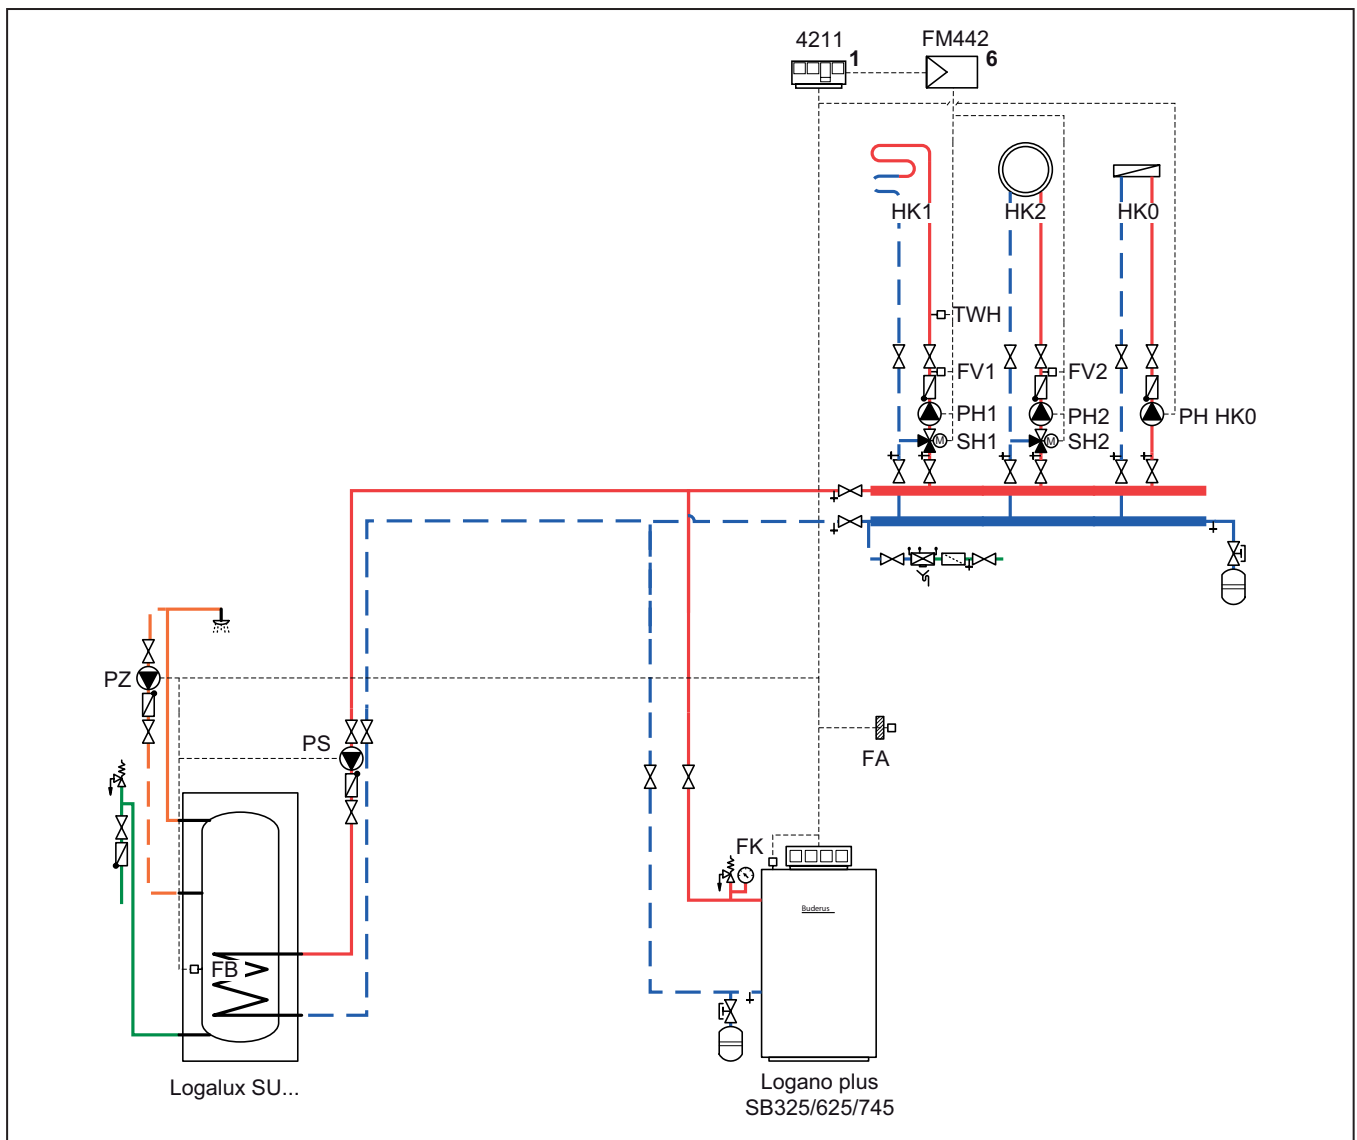 4211
1
FM442
6
HK1
HK2
HK0
TWH
FV1
FV2
PH1
PH2
PH HK0
M
SH1
M
SH2
PZ
PS
FA
FK
Buderus
FB
Logalux SU...
Logano plus
SB325/625/745